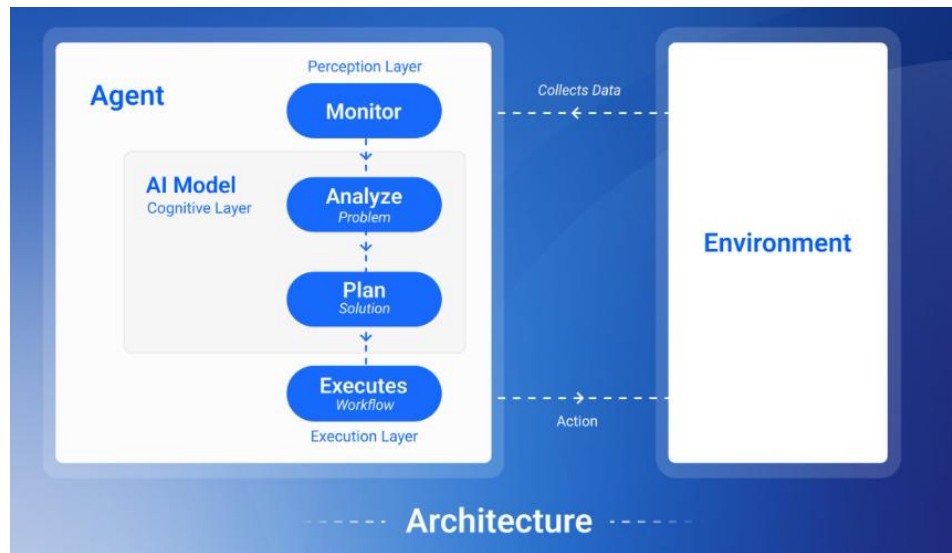 Agent
Perception Layer
Monitor
AI Model
Cognitive Layer
Analyze
Problem
Plan
Solution
Executes
Workflow
Execution Layer
Collects Data
Action
Environment
Architecture